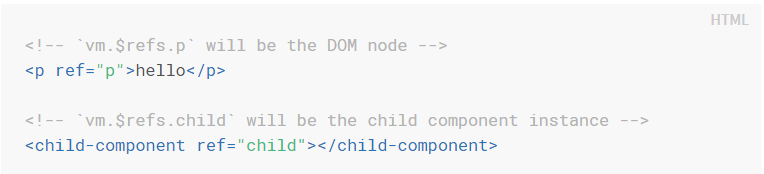 HTML
<!-- `vm.$refs.p` will be the DOM node -->
<p ref="p">hello</p>
<!-- `vm.$refs.child` will be the child component instance -->
<child-component ref="child"></child-component>